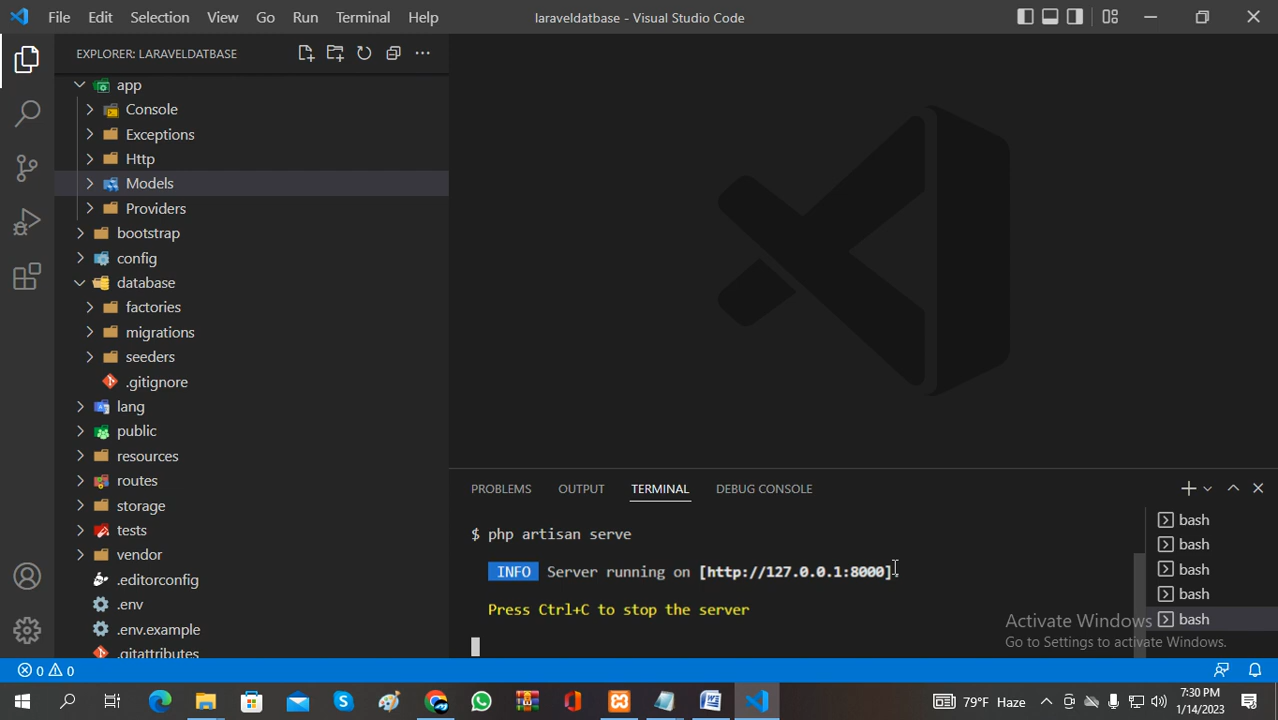 File Edit Selection View Go Run Terminal Help
laraveldatbase - Visual Studio Code
EXPLORER: LARAVELDATBASE
app
Console
Exceptions
Http
Models
Providers
bootstrap
config
database
factories
migrations
seeders
.gitignore
lang
public
resources
routes
storage
tests
vendor
.editorconfig
.env
.env.example
.gitattributes
PROBLEMS OUTPUT TERMINAL DEBUG CONSOLE
$ php artisan serve
INFO Server running on [http://127.0.0.1:8000].
Press Ctrl+C to stop the server
bash
bash
bash
bash
bash
Activate Windows
Go to Settings to activate Windows.
0 0
79°F Haze
7:30 PM
1/14/2023